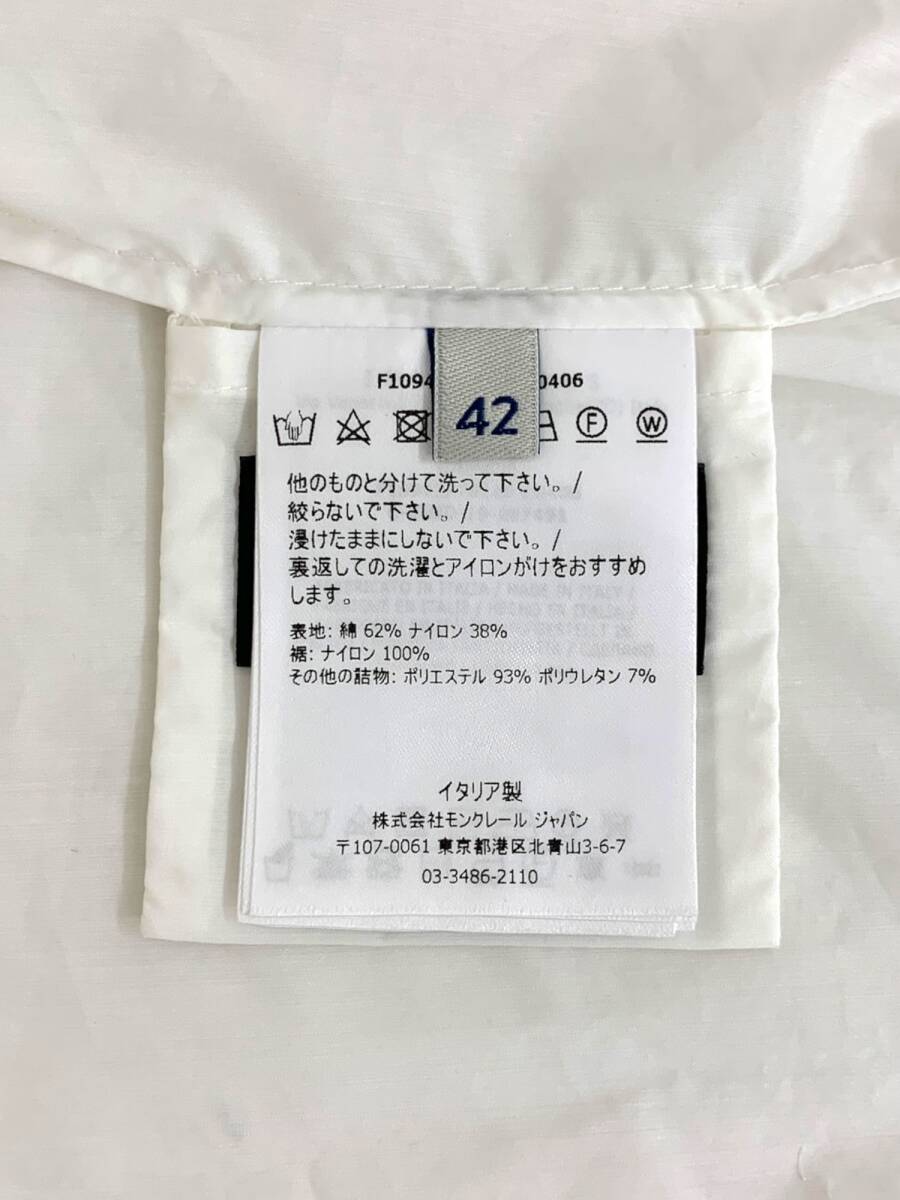 F1094 0406
42
F W
他のものと分けて洗って下さい。/
絞らないで下さい。/
浸けたままにしないで下さい。/
裏返しての洗濯とアイロンがけをおすすめ
します。
表地: 綿 62% ナイロン 38%
裾: ナイロン 100%
その他の詰物: ポリエステル 93% ポリウレタン 7%
イタリア製
株式会社モンクレール ジャパン
〒107-0061 東京都港区北青山3-6-7
03-3486-2110